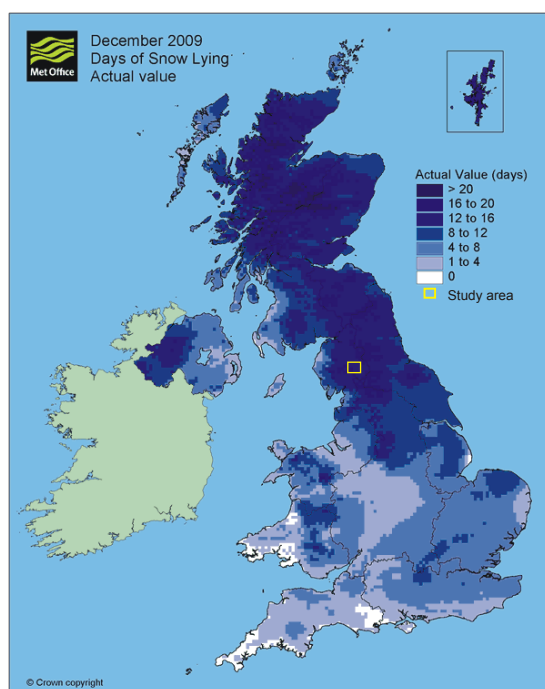 December 2009
Days of Snow Lying
Actual value
Met Office
Actual Value (days)
> 20
16 to 20
12 to 16
8 to 12
4 to 8
1 to 4
0
Study area
© Crown copyright